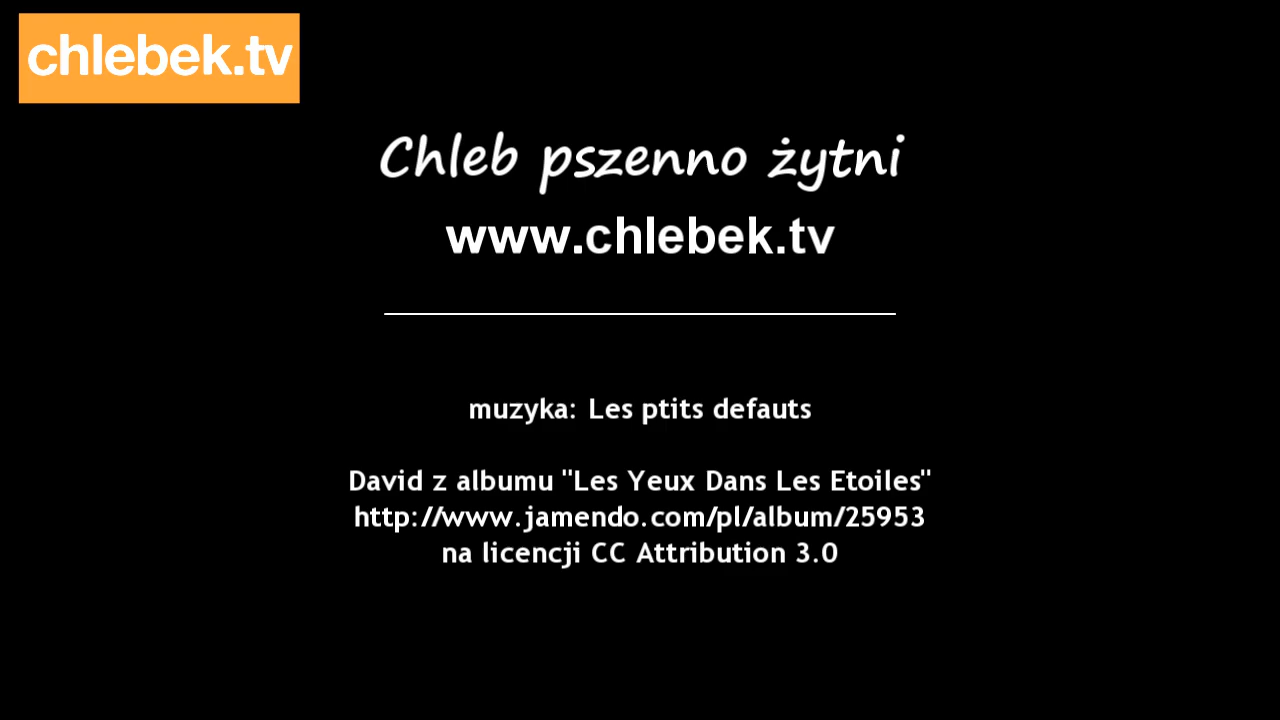 chlebek.tv
Chleb pszenno żytni
www.chlebek.tv
muzyka: Les ptits defauts
David z albumu "Les Yeux Dans Les Etoiles"
http://www.jamendo.com/pl/album/25953
na licencji CC Attribution 3.0